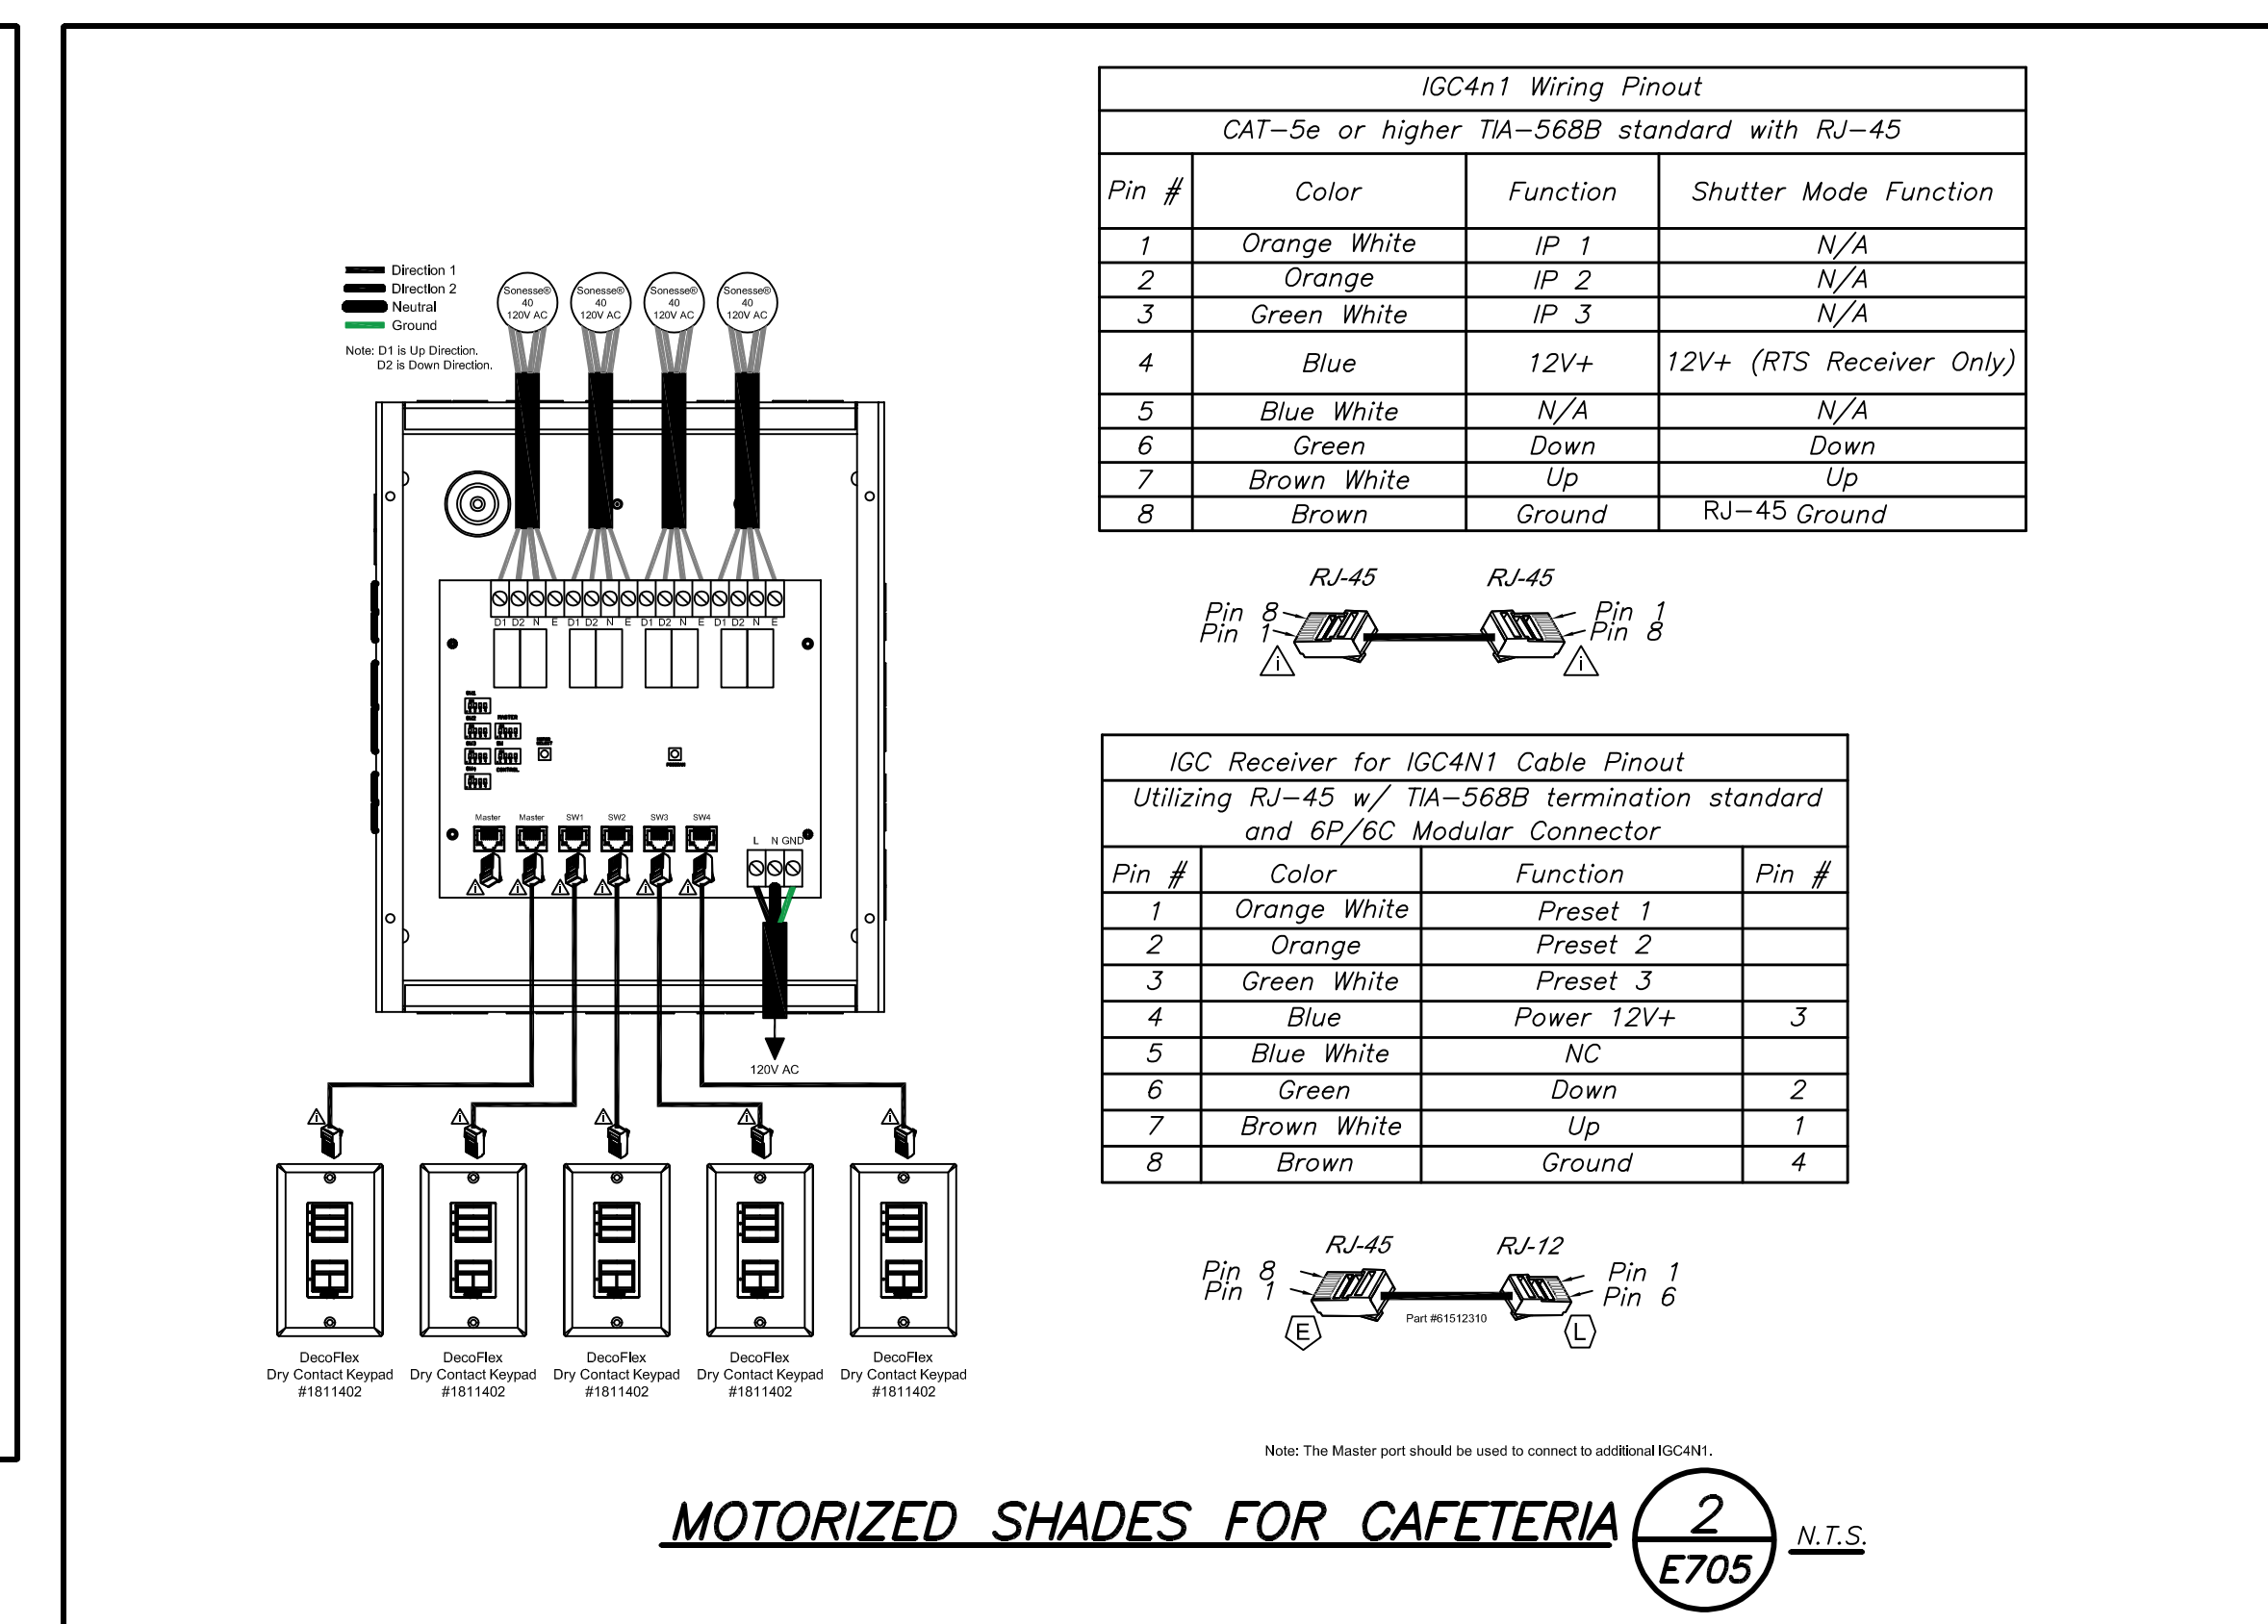 IGC4n1 Wiring Pinout
CAT-5e or higher TIA-568B standard with RJ-45
Pin # Color Function Shutter Mode Function
1 Orange White IP 1 N/A
2 Orange IP 2 N/A
3 Green White IP 3 N/A
4 Blue 12V+ 12V+ (RTS Receiver Only)
5 Blue White N/A N/A
6 Green Down Down
7 Brown White Up Up
8 Brown Ground RJ-45 Ground
RJ-45 RJ-45
Pin 8 Pin 1
Pin 1 Pin 8
i i
IGC Receiver for IGC4N1 Cable Pinout
Utilizing RJ-45 w/ TIA-568B termination standard
and 6P/6C Modular Connector
Pin # Color Function Pin #
1 Orange White Preset 1
2 Orange Preset 2
3 Green White Preset 3
4 Blue Power 12V+ 3
5 Blue White NC
6 Green Down 2
7 Brown White Up 1
8 Brown Ground 4
RJ-45 RJ-12
Pin 8 Pin 1
Pin 1 Pin 6
Part #61512310
E L
Direction 1
Direction 2
Neutral
Ground
Note: D1 is Up Direction.
D2 is Down Direction.
Sonesse® Sonesse® Sonesse® Sonesse®
40 40 40 40
120V AC 120V AC 120V AC 120V AC
D1 D2 N E D1 D2 N E D1 D2 N E D1 D2 N E
SW1
SW2 MASTER
SW3
SW4 CONTROL
Master Master SW1 SW2 SW3 SW4
L N GND
i i i i i i
120V AC
i i i i i
DecoFlex DecoFlex DecoFlex DecoFlex DecoFlex
Dry Contact Keypad Dry Contact Keypad Dry Contact Keypad Dry Contact Keypad Dry Contact Keypad
#1811402 #1811402 #1811402 #1811402 #1811402
Note: The Master port should be used to connect to additional IGC4N1.
MOTORIZED SHADES FOR CAFETERIA 2 N.T.S.
E705